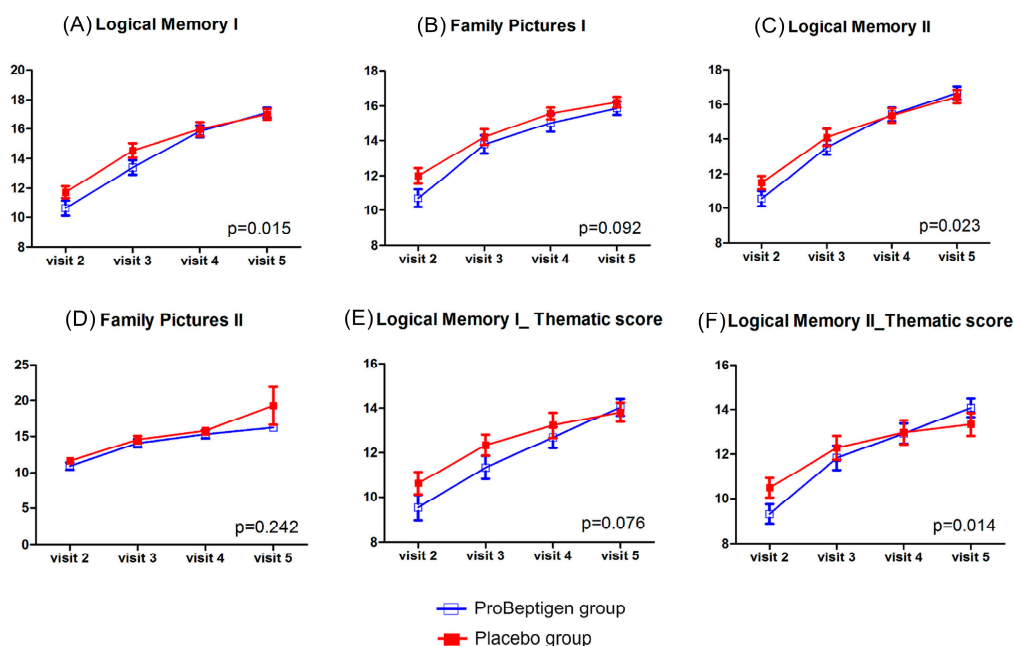 (A) Logical Memory I
(B) Family Pictures I
(C) Logical Memory II
20
18
16
14
12
10
8
visit 2 visit 3 visit 4 visit 5
p=0.015
18
16
14
12
10
8
visit 2 visit 3 visit 4 visit 5
p=0.092
18
16
14
12
10
8
visit 2 visit 3 visit 4 visit 5
p=0.023
(D) Family Pictures II
(E) Logical Memory I_ Thematic score
(F) Logical Memory II_Thematic score
25
20
15
10
5
0
visit 2 visit 3 visit 4 visit 5
p=0.242
16
14
12
10
8
visit 2 visit 3 visit 4 visit 5
p=0.076
16
14
12
10
8
visit 2 visit 3 visit 4 visit 5
p=0.014
ProBeptigen group
Placebo group